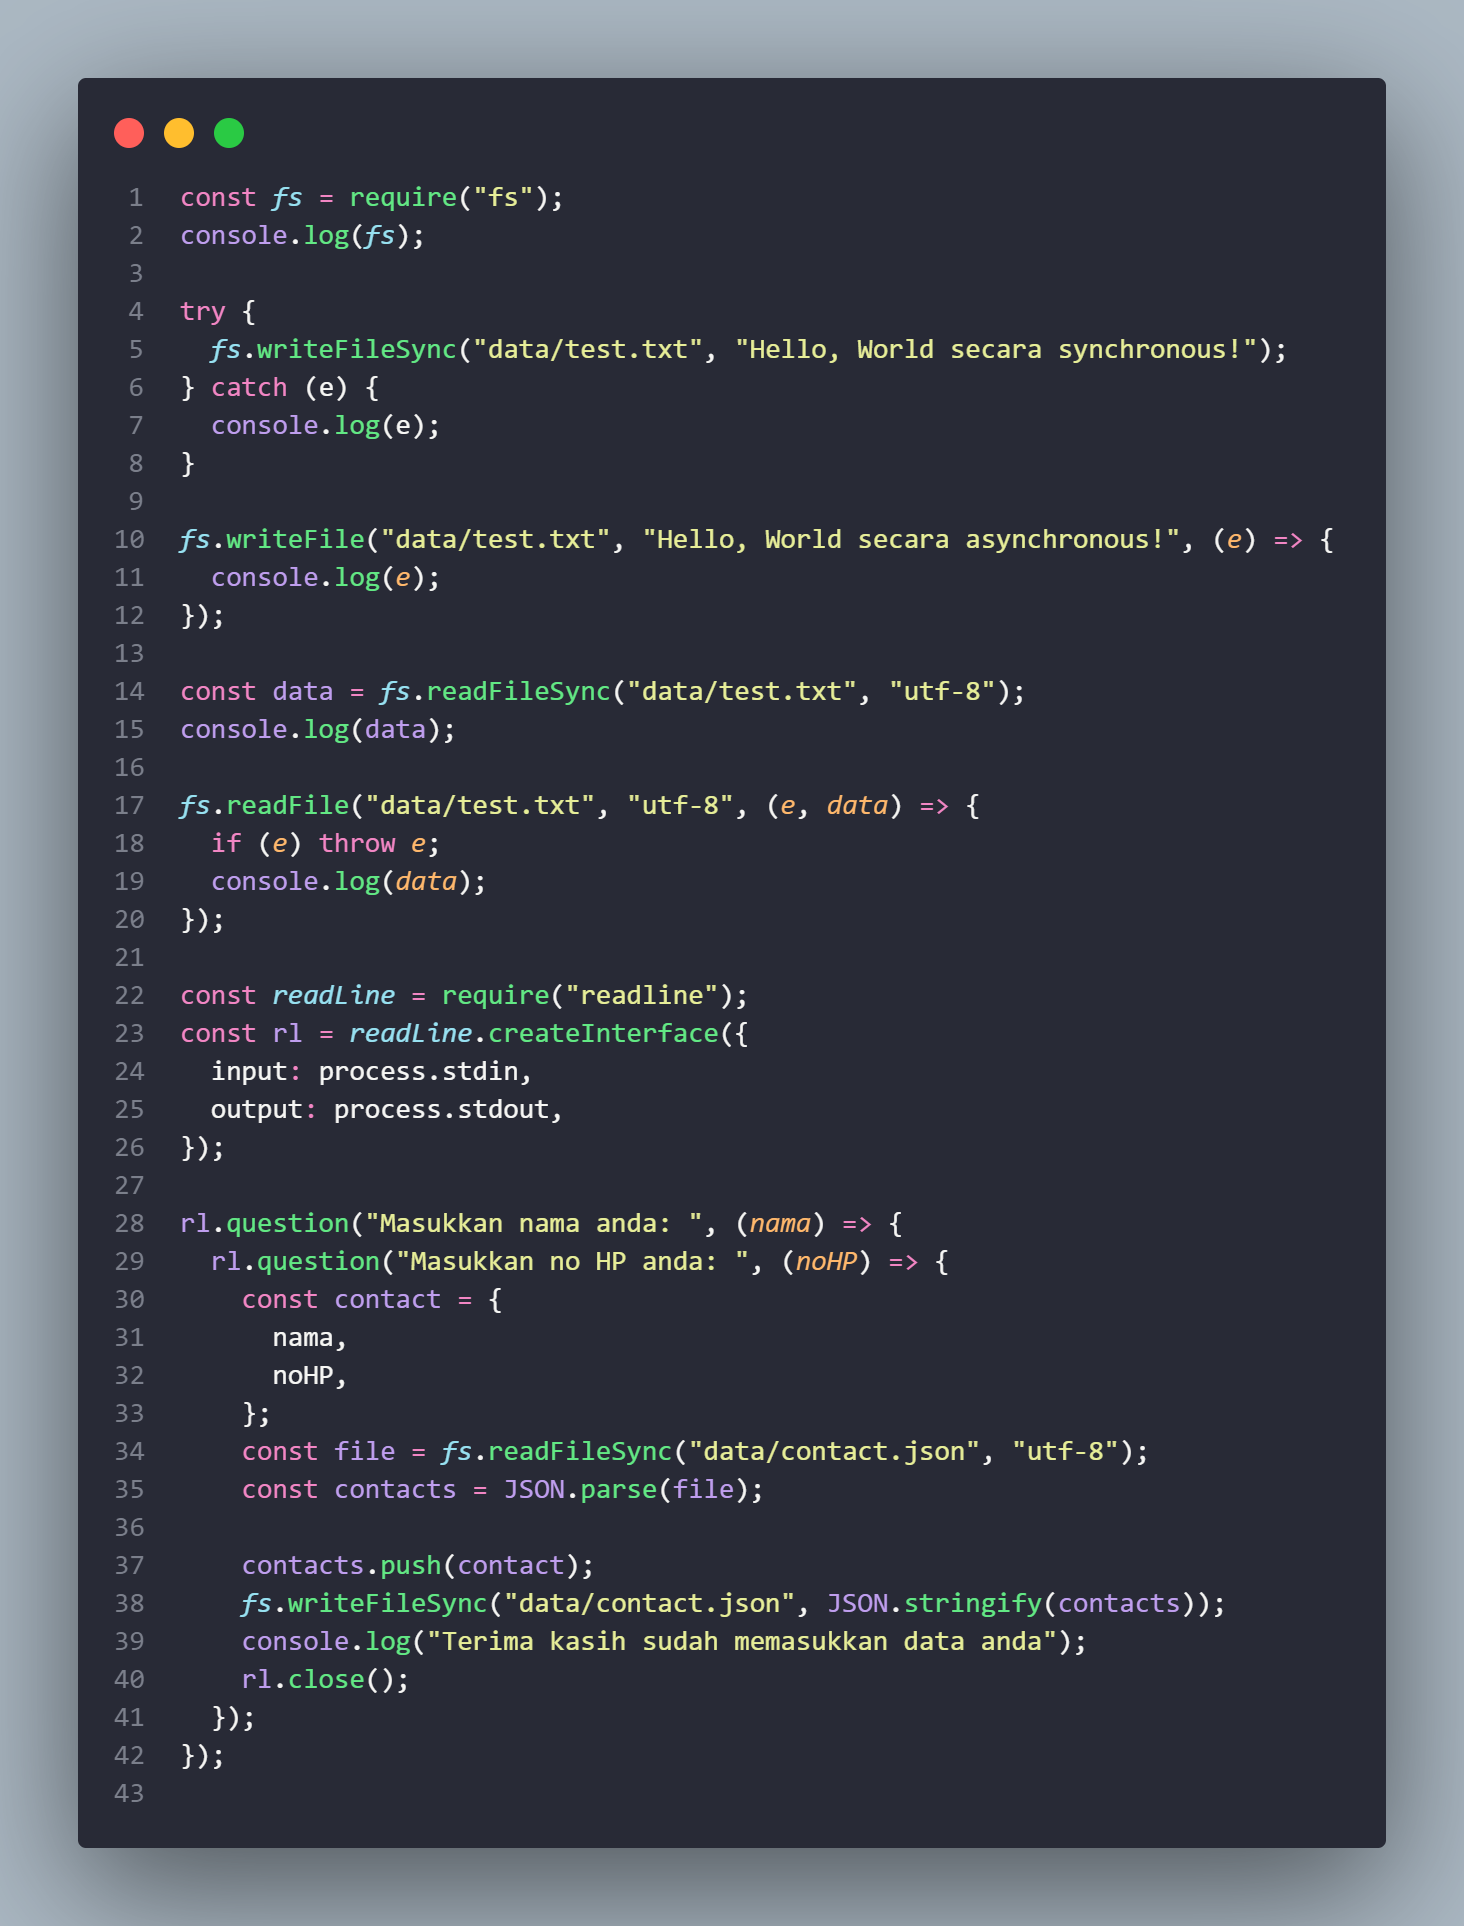 1 const fs = require("fs");
2 console.log(fs);
3
4 try {
5   fs.writeFileSync("data/test.txt", "Hello, World secara synchronous!");
6 } catch (e) {
7   console.log(e);
8 }
9
10 fs.writeFile("data/test.txt", "Hello, World secara asynchronous!", (e) => {
11   console.log(e);
12 });
13
14 const data = fs.readFileSync("data/test.txt", "utf-8");
15 console.log(data);
16
17 fs.readFile("data/test.txt", "utf-8", (e, data) => {
18   if (e) throw e;
19   console.log(data);
20 });
21
22 const readLine = require("readline");
23 const rl = readLine.createInterface({
24   input: process.stdin,
25   output: process.stdout,
26 });
27
28 rl.question("Masukkan nama anda: ", (nama) => {
29   rl.question("Masukkan no HP anda: ", (noHP) => {
30     const contact = {
31       nama,
32       noHP,
33     };
34     const file = fs.readFileSync("data/contact.json", "utf-8");
35     const contacts = JSON.parse(file);
36
37     contacts.push(contact);
38     fs.writeFileSync("data/contact.json", JSON.stringify(contacts));
39     console.log("Terima kasih sudah memasukkan data anda");
40     rl.close();
41   });
42 });
43